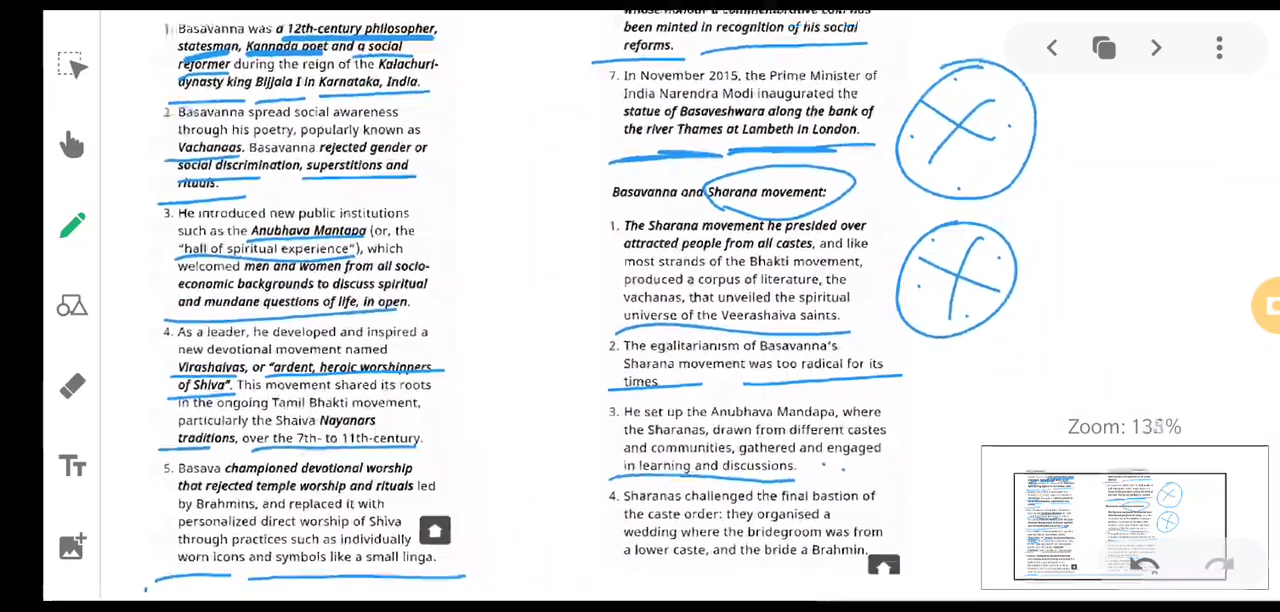 1. Basavanna was a 12th-century philosopher,
statesman, Kannada poet and a social
reformer during the reign of the Kalachuri-
dynasty king Bijjala I in Karnataka, India.
2. Basavanna spread social awareness
through his poetry, popularly known as
Vachanaas. Basavanna rejected gender or
social discrimination, superstitions and
rituals.
3. He introduced new public institutions
such as the Anubhava Mantapa (or, the
"hall of spiritual experience"), which
welcomed men and women from all socio-
economic backgrounds to discuss spiritual
and mundane questions of life, in open.
4. As a leader, he developed and inspired a
new devotional movement named
Virashaivas, or "ardent, heroic worshippers
of Shiva". This movement shared its roots
in the ongoing Tamil Bhakti movement,
particularly the Shaiva Nayanars
traditions, over the 7th- to 11th-century.
5. Basava championed devotional worship
that rejected temple worship and rituals led
by Brahmins, and replaced it with
personalized direct worship of Shiva
through practices such as individually
worn icons and symbols like a small linga.
whose honour a commemorative coin has
been minted in recognition of his social
reforms.
7. In November 2015, the Prime Minister of
India Narendra Modi inaugurated the
statue of Basaveshwara along the bank of
the river Thames at Lambeth in London.
Basavanna and Sharana movement:
1. The Sharana movement he presided over
attracted people from all castes, and like
most strands of the Bhakti movement,
produced a corpus of literature, the
vachanas, that unveiled the spiritual
universe of the Veerashaiva saints.
2. The egalitarianism of Basavanna's
Sharana movement was too radical for its
times.
3. He set up the Anubhava Mandapa, where
the Sharanas, drawn from different castes
and communities, gathered and engaged
in learning and discussions.
4. Sharanas challenged the final bastion of
the caste order: they organised a
wedding where the bridegroom was from
a lower caste, and the bride a Brahmin.
Tт
Zoom: 135%